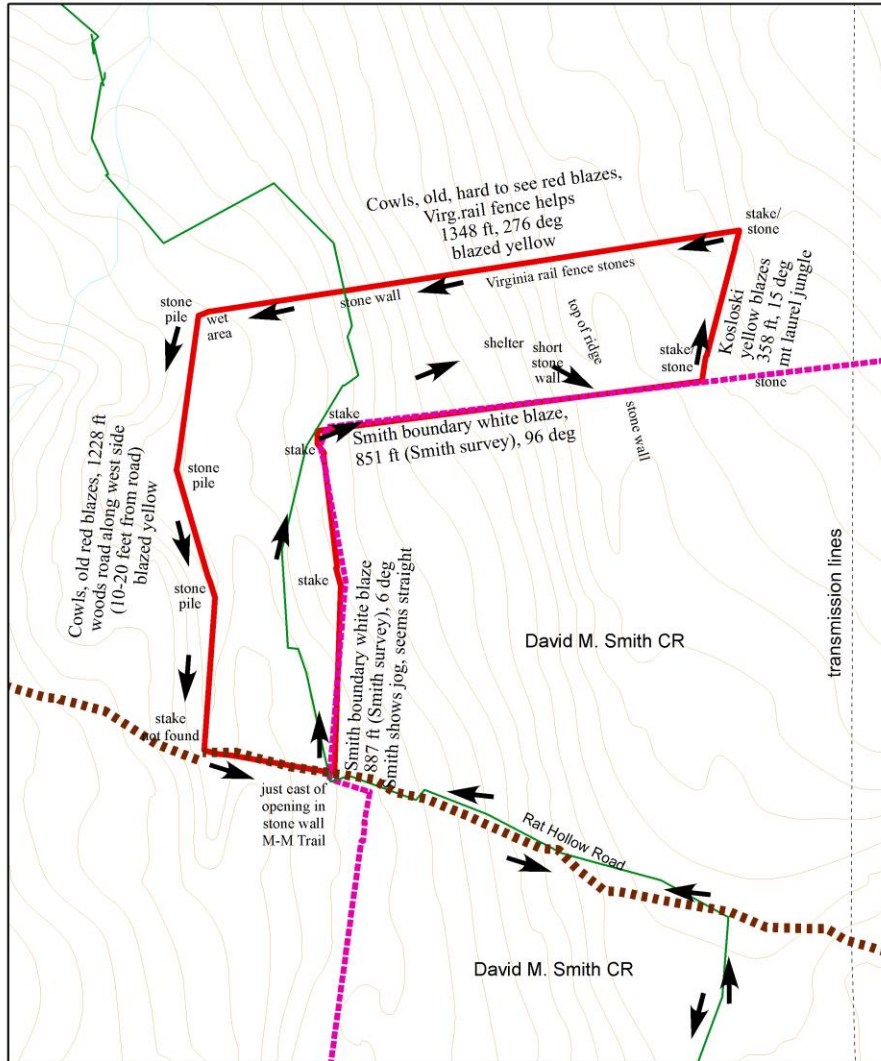 Cowls, old, hard to see red blazes,
Virg.rail fence helps
1348 ft, 276 deg
blazed yellow
stake/
stone
Virginia rail fence stones
stone wall
stone
pile
wet
area
Kosloski
yellow blazes
358 ft, 15 deg
mt laurel jungle
top of ridge
shelter
short
stone
wall
stake/
stone
stone
stake
stake
Smith boundary white blaze,
851 ft (Smith survey), 96 deg
stone wall
Cowls, old red blazes, 1228 ft
woods road along west side
(10-20 feet from road)
blazed yellow
stone
pile
stone
pile
stake
Smith boundary white blaze
887 ft (Smith survey), 6 deg
Smith shows jog, seems straight
David M. Smith CR
transmission lines
stake
not found
just east of
opening in
stone wall
M-M Trail
Rat Hollow Road
David M. Smith CR